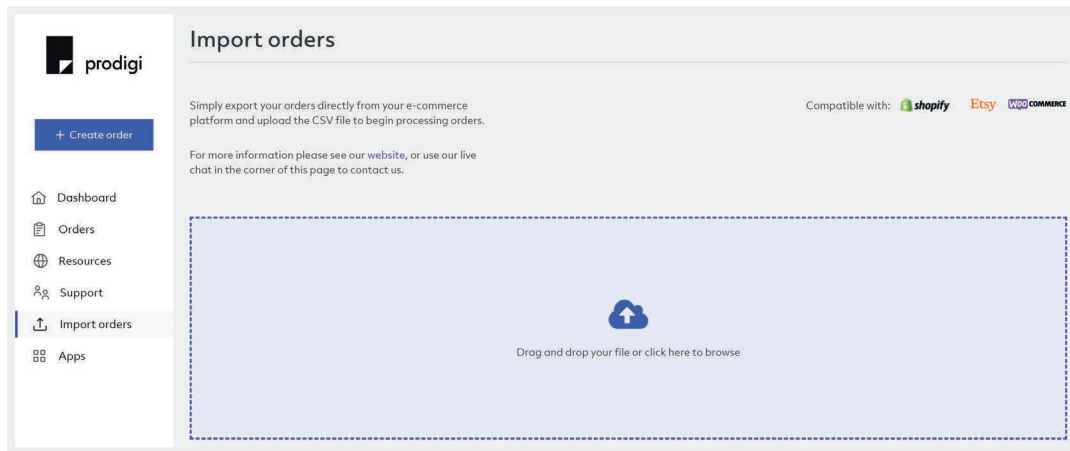 prodigi
+ Create order
Dashboard
Orders
Resources
Support
Import orders
Apps
Import orders
Simply export your orders directly from your e-commerce
platform and upload the CSV file to begin processing orders.
For more information please see our website, or use our live
chat in the corner of this page to contact us.
Compatible with: shopify Etsy WOO COMMERCE
Drag and drop your file or click here to browse